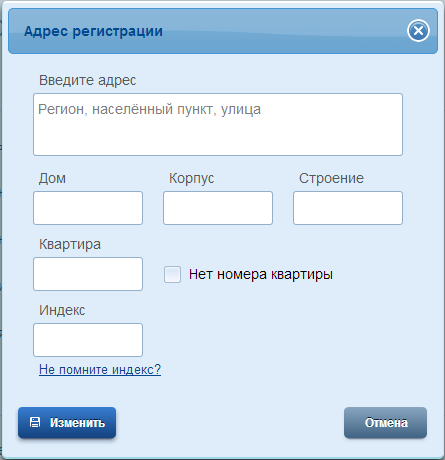 Адрес регистрации
Введите адрес
Регион, населённый пункт, улица
Дом Корпус Строение
Квартира
Нет номера квартиры
Индекс
Не помните индекс?
Изменить Отмена